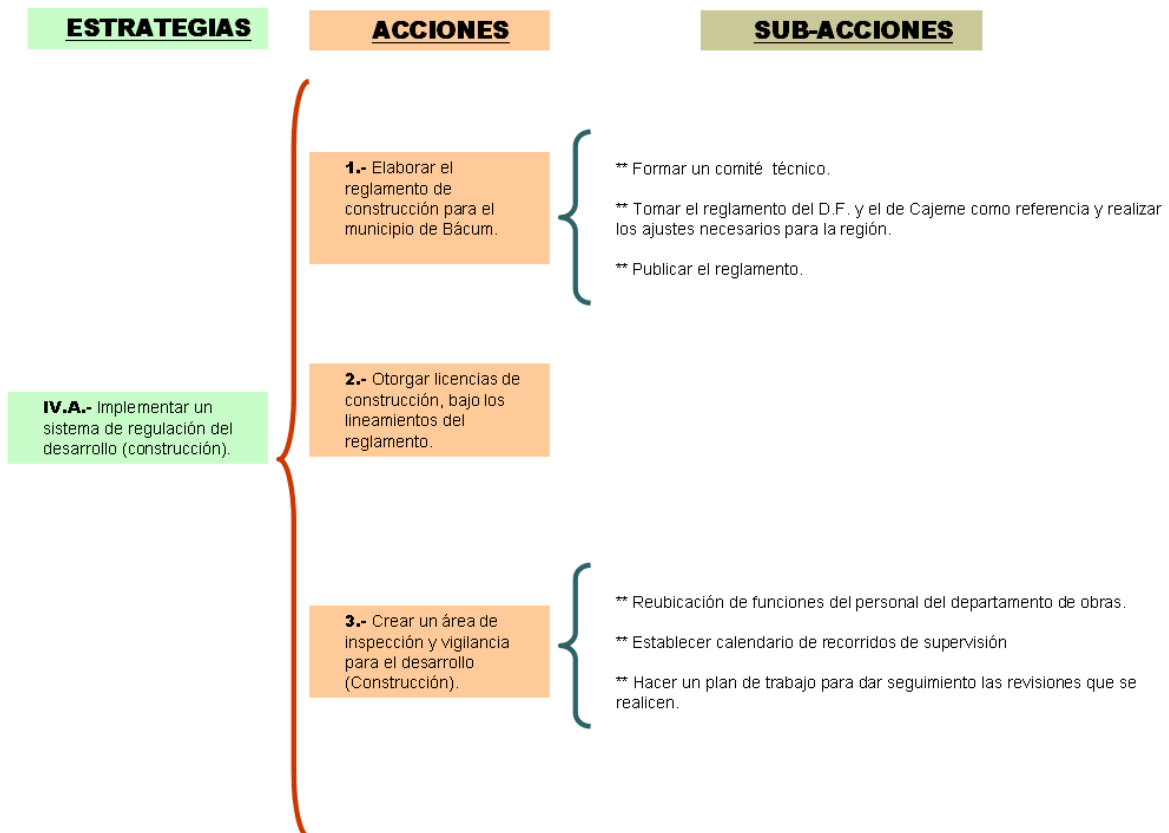 ESTRATEGIAS
ACCIONES
SUB-ACCIONES
IV.A.- Implementar un
sistema de regulación del
desarrollo (construcción).
1.- Elaborar el
reglamento de
construcción para el
municipio de Bácum.
** Formar un comité  técnico.
** Tomar el reglamento del D.F. y el de Cajeme como referencia y realizar
los ajustes necesarios para la región.
** Publicar el reglamento.
2.- Otorgar licencias de
construcción, bajo los
lineamientos del
reglamento.
3.- Crear un área de
inspección y vigilancia
para el desarrollo
(Construcción).
** Reubicación de funciones del personal del departamento de obras.
** Establecer calendario de recorridos de supervisión
** Hacer un plan de trabajo para dar seguimiento las revisiones que se
realicen.